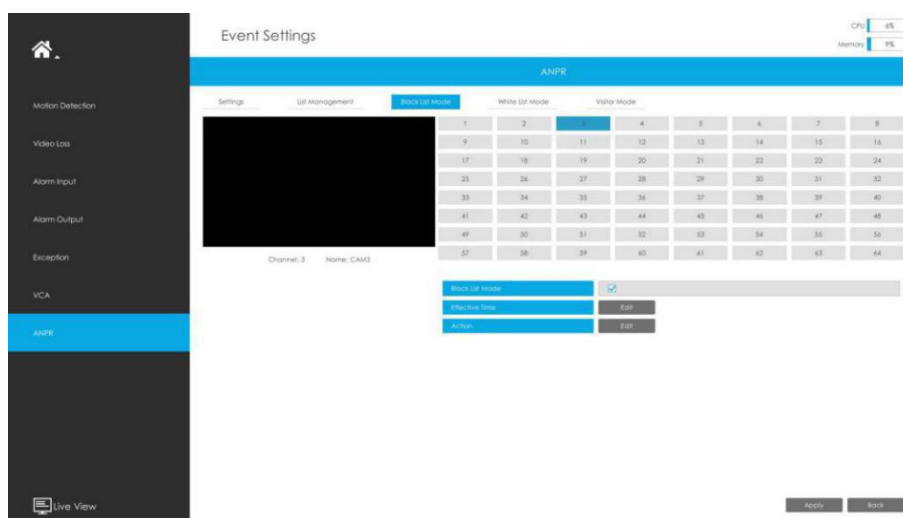 Event Settings
CPU 6%
Memory 9%
ANPR
Motion Detection
Video Loss
Alarm Input
Alarm Output
Exception
VCA
ANPR
Live View
Settings List Management Black List Mode White List Mode Visitor Mode
1 2 3 4 5 6 7 8
9 10 11 12 13 14 15 16
17 18 19 20 21 22 23 24
25 26 27 28 29 30 31 32
33 34 35 36 37 38 39 40
41 42 43 44 45 46 47 48
49 50 51 52 53 54 55 56
57 58 59 60 61 62 63 64
Channel: 3 Name: CAM3
Black List Mode
Effective Time Edit
Action Edit
Apply Back